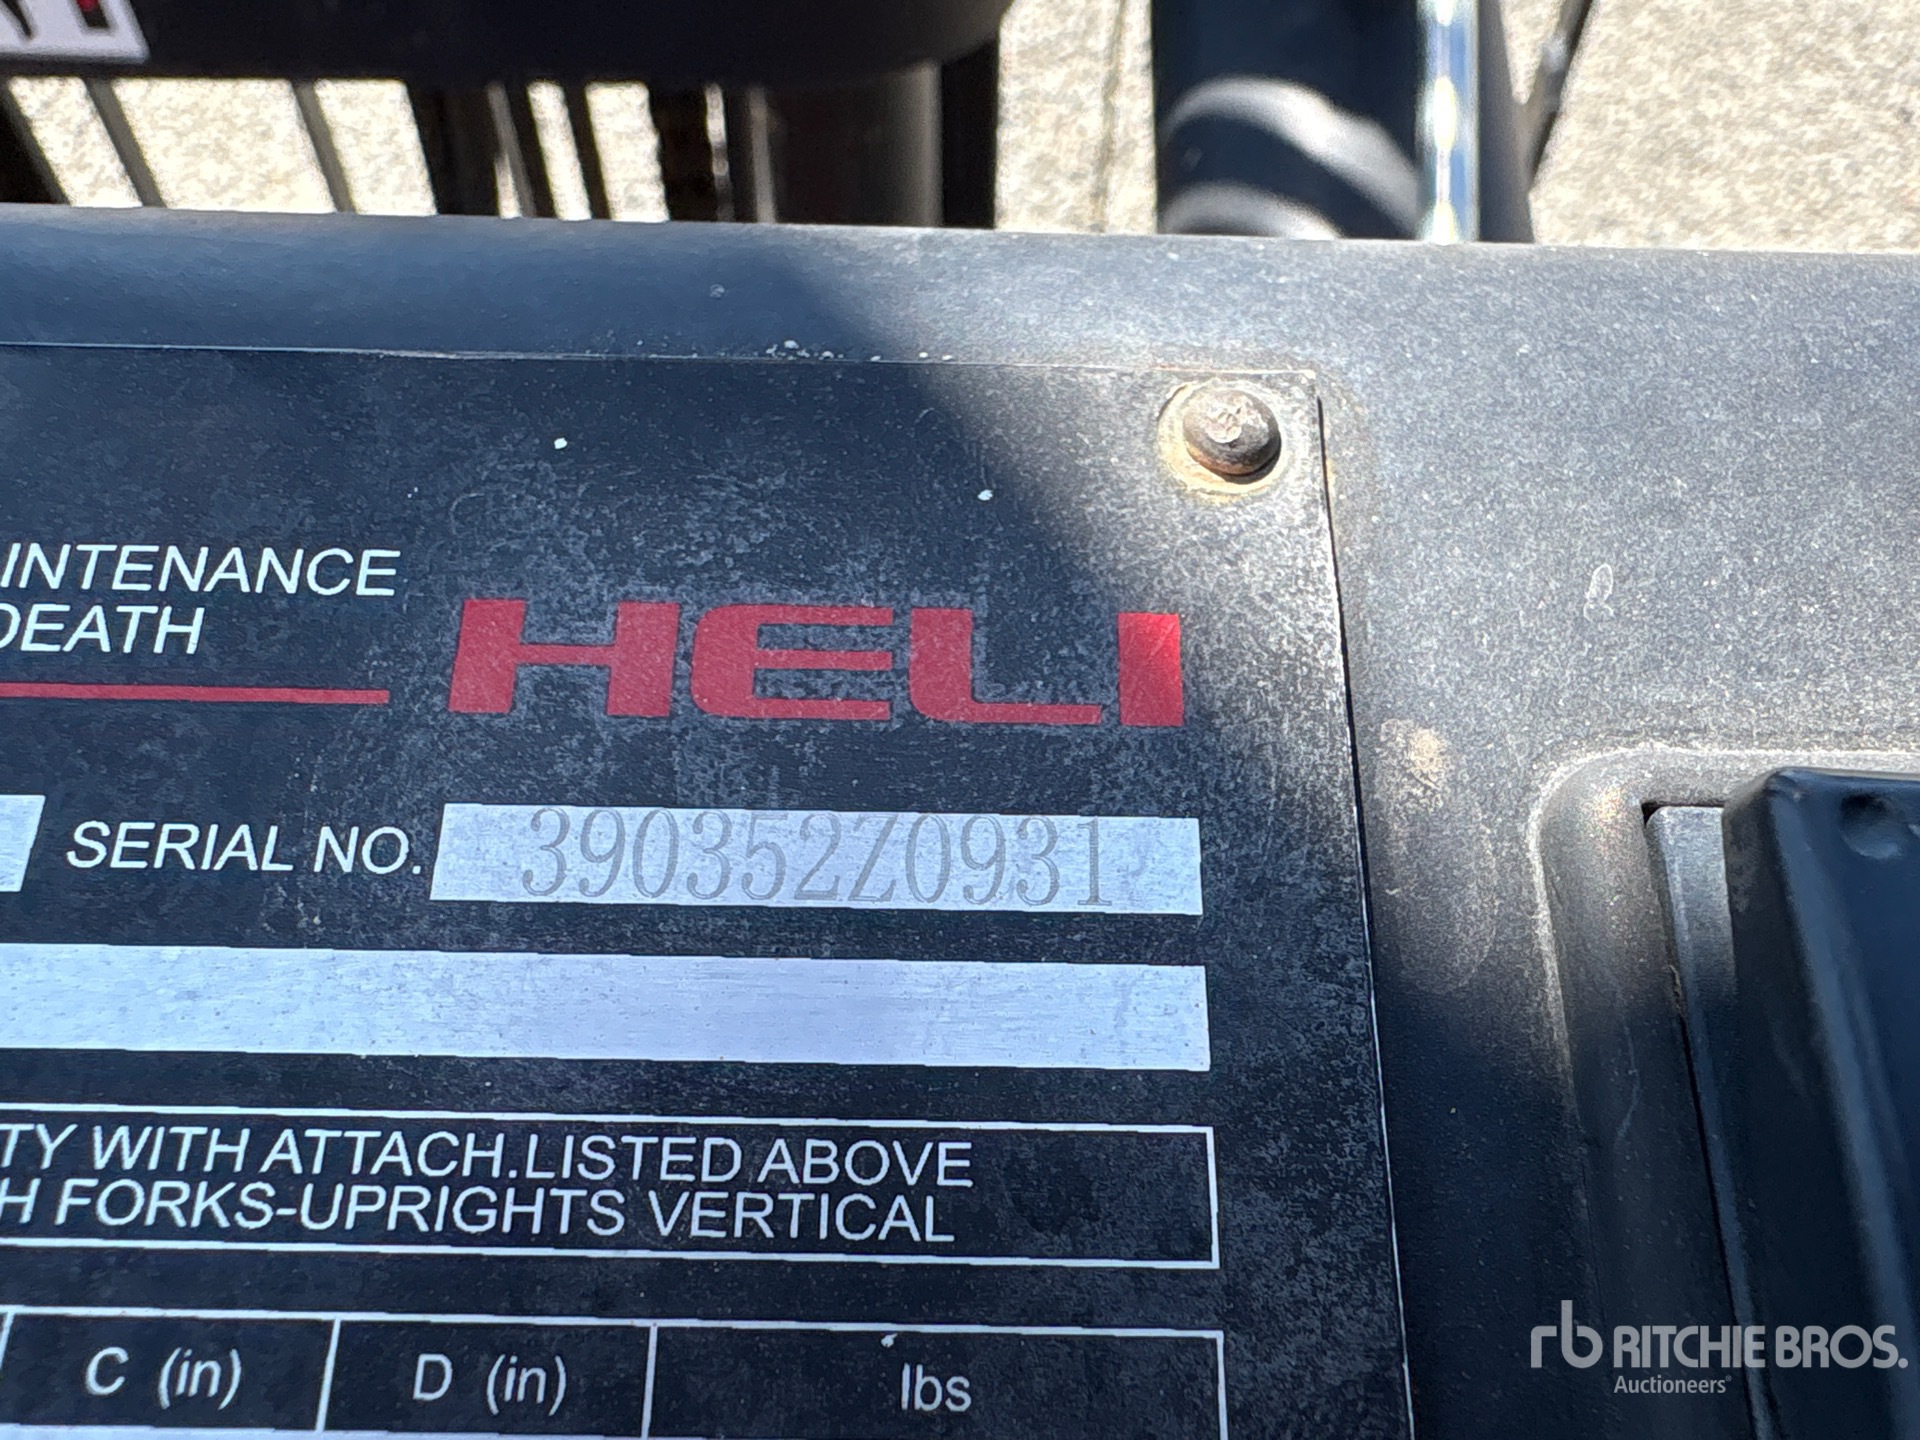 INTENANCE
DEATH
HELI
SERIAL NO. 390352Z0931
TY WITH ATTACH.LISTED ABOVE
H FORKS-UPRIGHTS VERTICAL
C (in) D (in) lbs
rb RITCHIE BROS.
Auctioneers